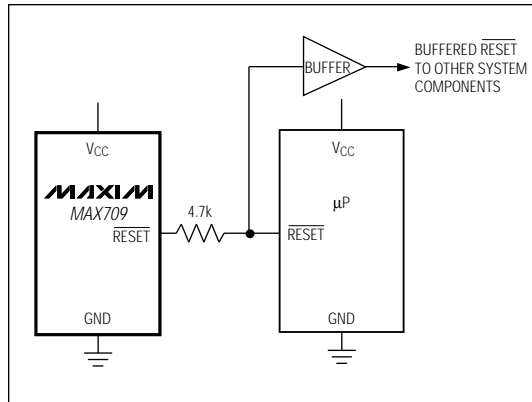 BUFFER
BUFFERED RESET
TO OTHER SYSTEM
COMPONENTS
VCC
MAXIM
MAX709
RESET
GND
4.7k
VCC
μP
RESET
GND